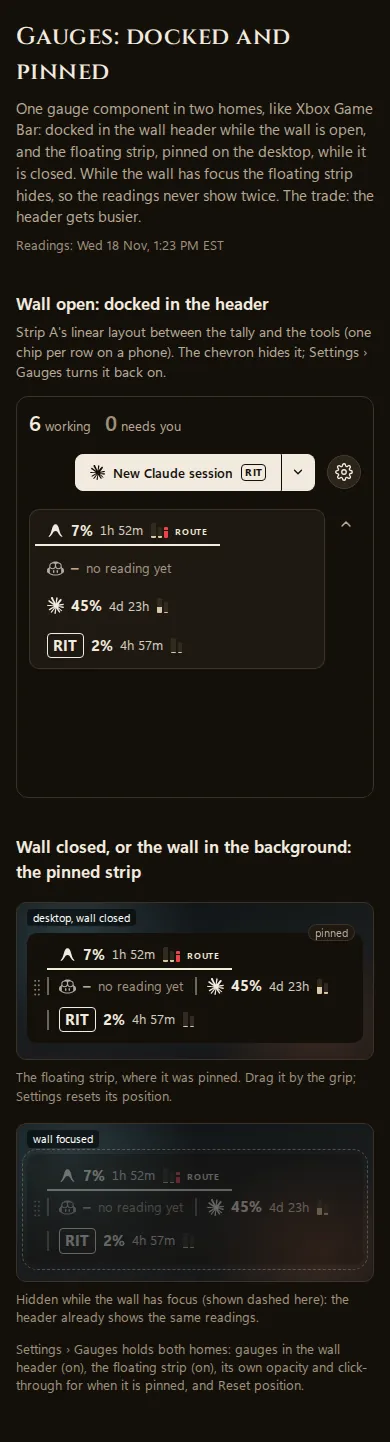 Gauges: docked and
pinned
One gauge component in two homes, like Xbox Game
Bar: docked in the wall header while the wall is open,
and the floating strip, pinned on the desktop, while it
is closed. While the wall has focus the floating strip
hides, so the readings never show twice. The trade: the
header gets busier.
Readings: Wed 18 Nov, 1:23 PM EST
Wall open: docked in the header
Strip A's linear layout between the tally and the tools (one
chip per row on a phone). The chevron hides it; Settings ›
Gauges turns it back on.
6 working 0 needs you
New Claude session RIT
7% 1h 52m ROUTE
– no reading yet
45% 4d 23h
RIT 2% 4h 57m
Wall closed, or the wall in the background:
the pinned strip
desktop, wall closed
pinned
7% 1h 52m ROUTE
– no reading yet 45% 4d 23h
RIT 2% 4h 57m
The floating strip, where it was pinned. Drag it by the grip;
Settings resets its position.
wall focused
7% 1h 52m ROUTE
– no reading yet 45% 4d 23h
RIT 2% 4h 57m
Hidden while the wall has focus (shown dashed here): the
header already shows the same readings.
Settings › Gauges holds both homes: gauges in the wall
header (on), the floating strip (on), its own opacity and click-
through for when it is pinned, and Reset position.